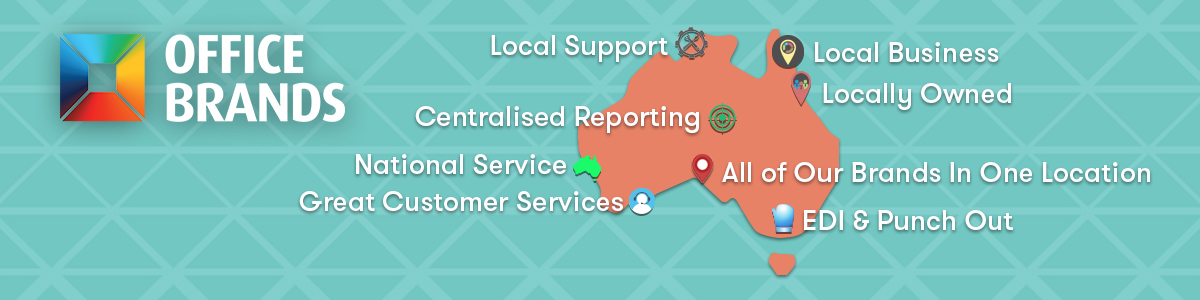 OFFICE
BRANDS
Local Support
Local Business
Locally Owned
Centralised Reporting
National Service
All of Our Brands In One Location
Great Customer Services
EDI & Punch Out